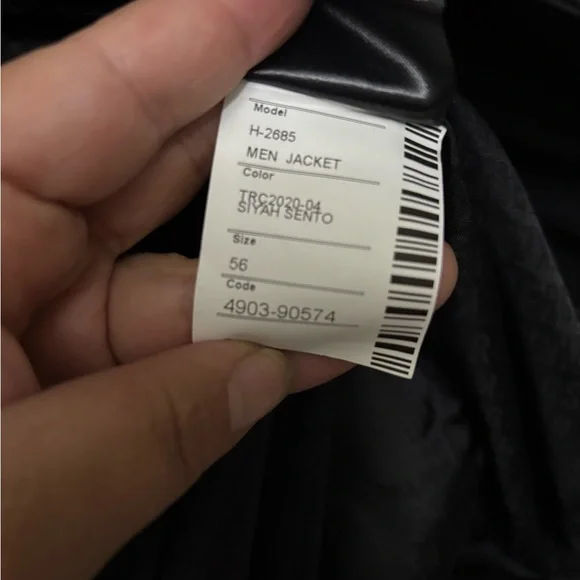 Model
H-2685
MEN JACKET
Color
TRC2020-04
SIYAH SENTO
Size
56
Code
4903-90574